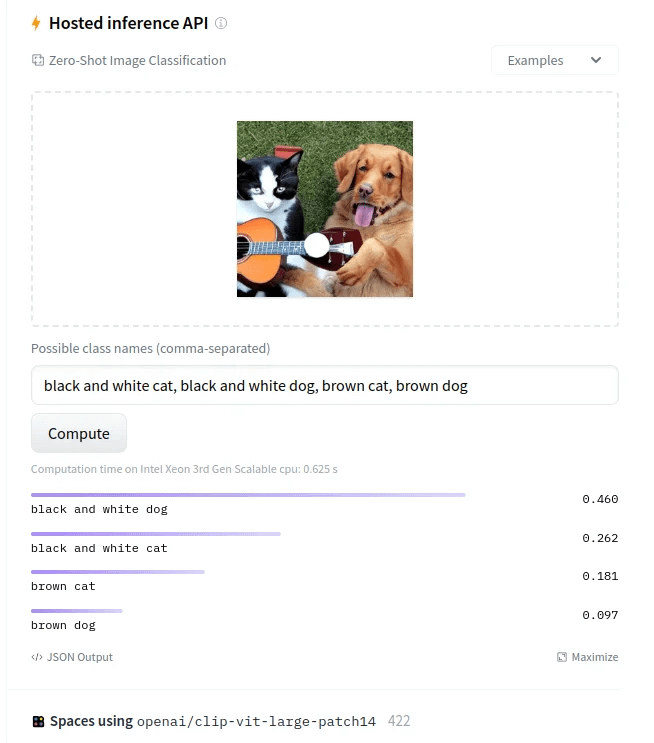 Hosted inference API
Zero-Shot Image Classification
Examples
Possible class names (comma-separated)
black and white cat, black and white dog, brown cat, brown dog
Compute
Computation time on Intel Xeon 3rd Gen Scalable cpu: 0.625 s
black and white dog 0.460
black and white cat 0.262
brown cat 0.181
brown dog 0.097
</> JSON Output Maximize
Spaces using openai/clip-vit-large-patch14 422